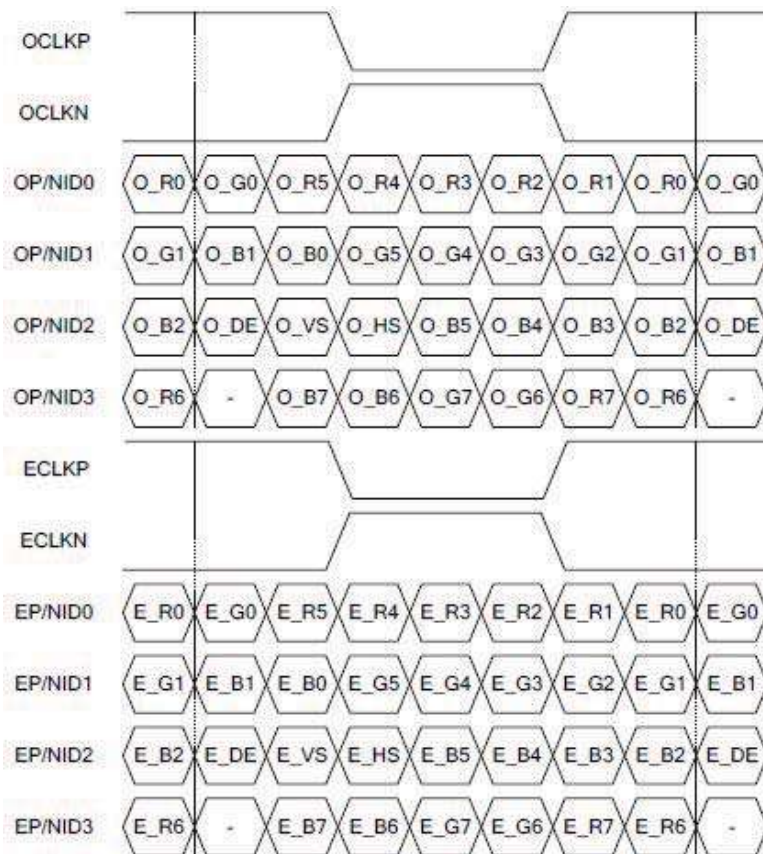 OCLKP
OCLKN
OP/NID0 O_R0 O_G0 O_R5 O_R4 O_R3 O_R2 O_R1 O_R0 O_G0
OP/NID1 O_G1 O_B1 O_B0 O_G5 O_G4 O_G3 O_G2 O_G1 O_B1
OP/NID2 O_B2 O_DE O_VS O_HS O_B5 O_B4 O_B3 O_B2 O_DE
OP/NID3 O_R6 - O_B7 O_B6 O_G7 O_G6 O_R7 O_R6 -
ECLKP
ECLKN
EP/NID0 E_R0 E_G0 E_R5 E_R4 E_R3 E_R2 E_R1 E_R0 E_G0
EP/NID1 E_G1 E_B1 E_B0 E_G5 E_G4 E_G3 E_G2 E_G1 E_B1
EP/NID2 E_B2 E_DE E_VS E_HS E_B5 E_B4 E_B3 E_B2 E_DE
EP/NID3 E_R6 - E_B7 E_B6 E_G7 E_G6 E_R7 E_R6 -